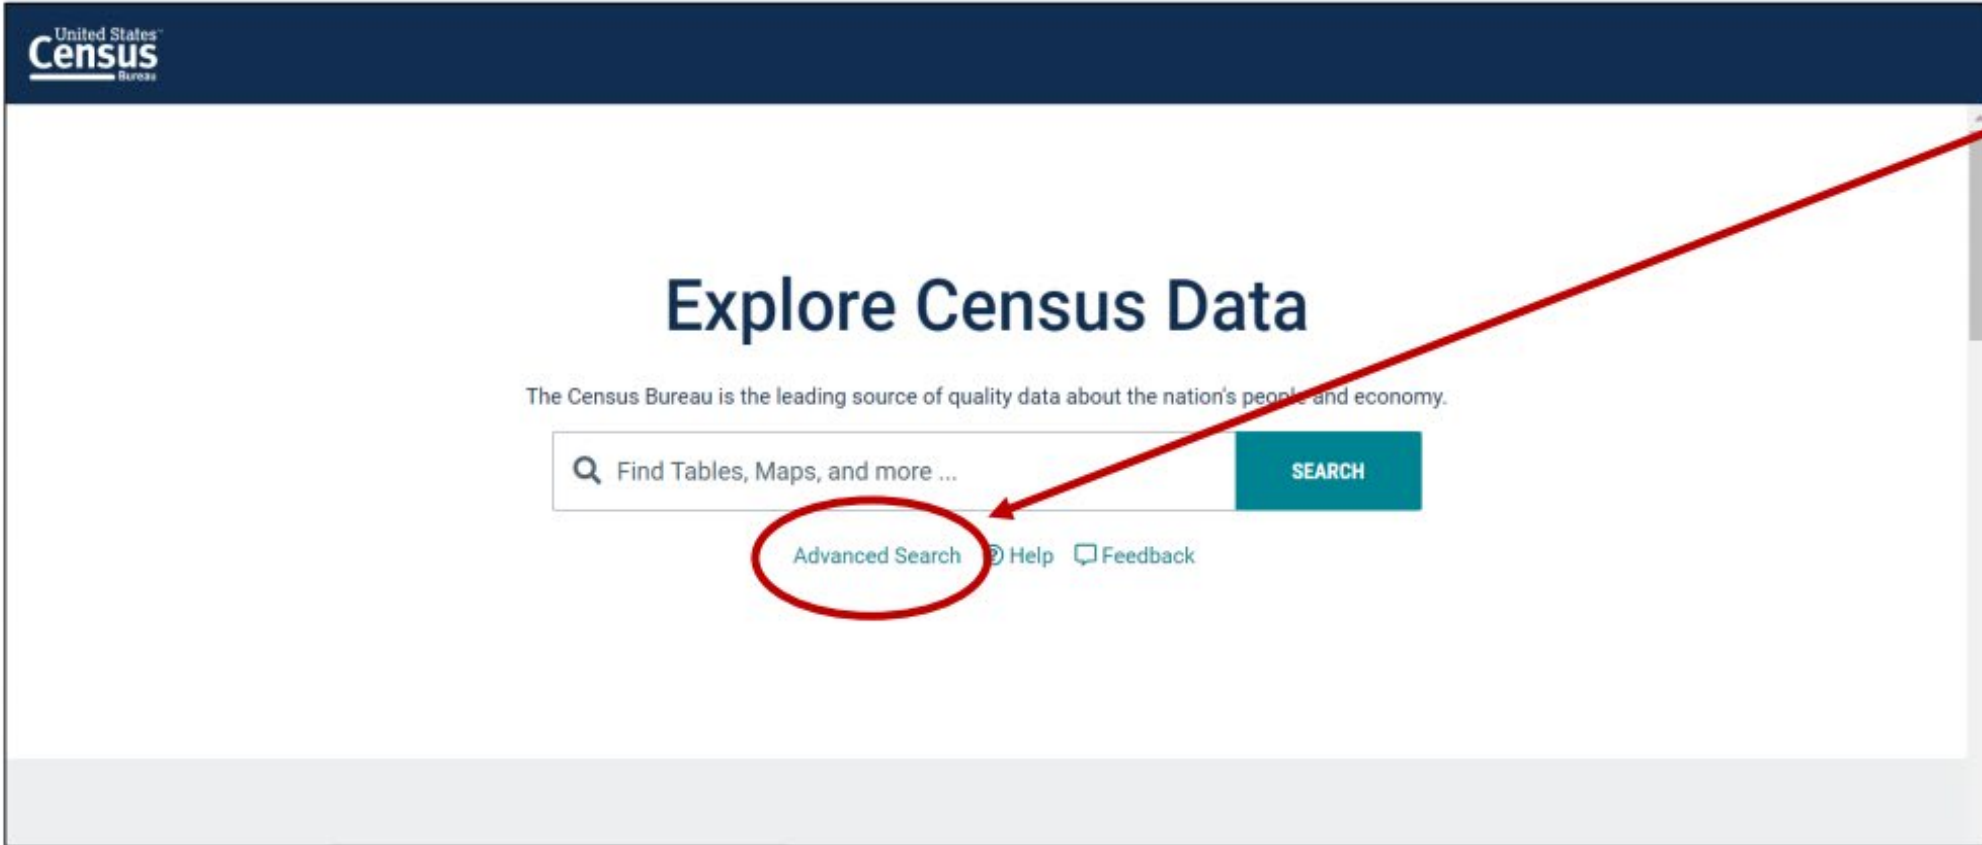 United States™
Census
Bureau
Explore Census Data
The Census Bureau is the leading source of quality data about the nation's people and economy.
Find Tables, Maps, and more ...
SEARCH
Advanced Search Help Feedback